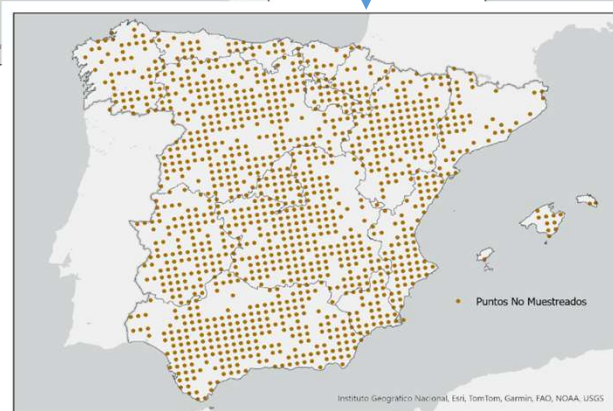 Puntos No Muestreados
Instituto Geográfico Nacional, Esri, TomTom, Garmin, FAO, NOAA, USGS